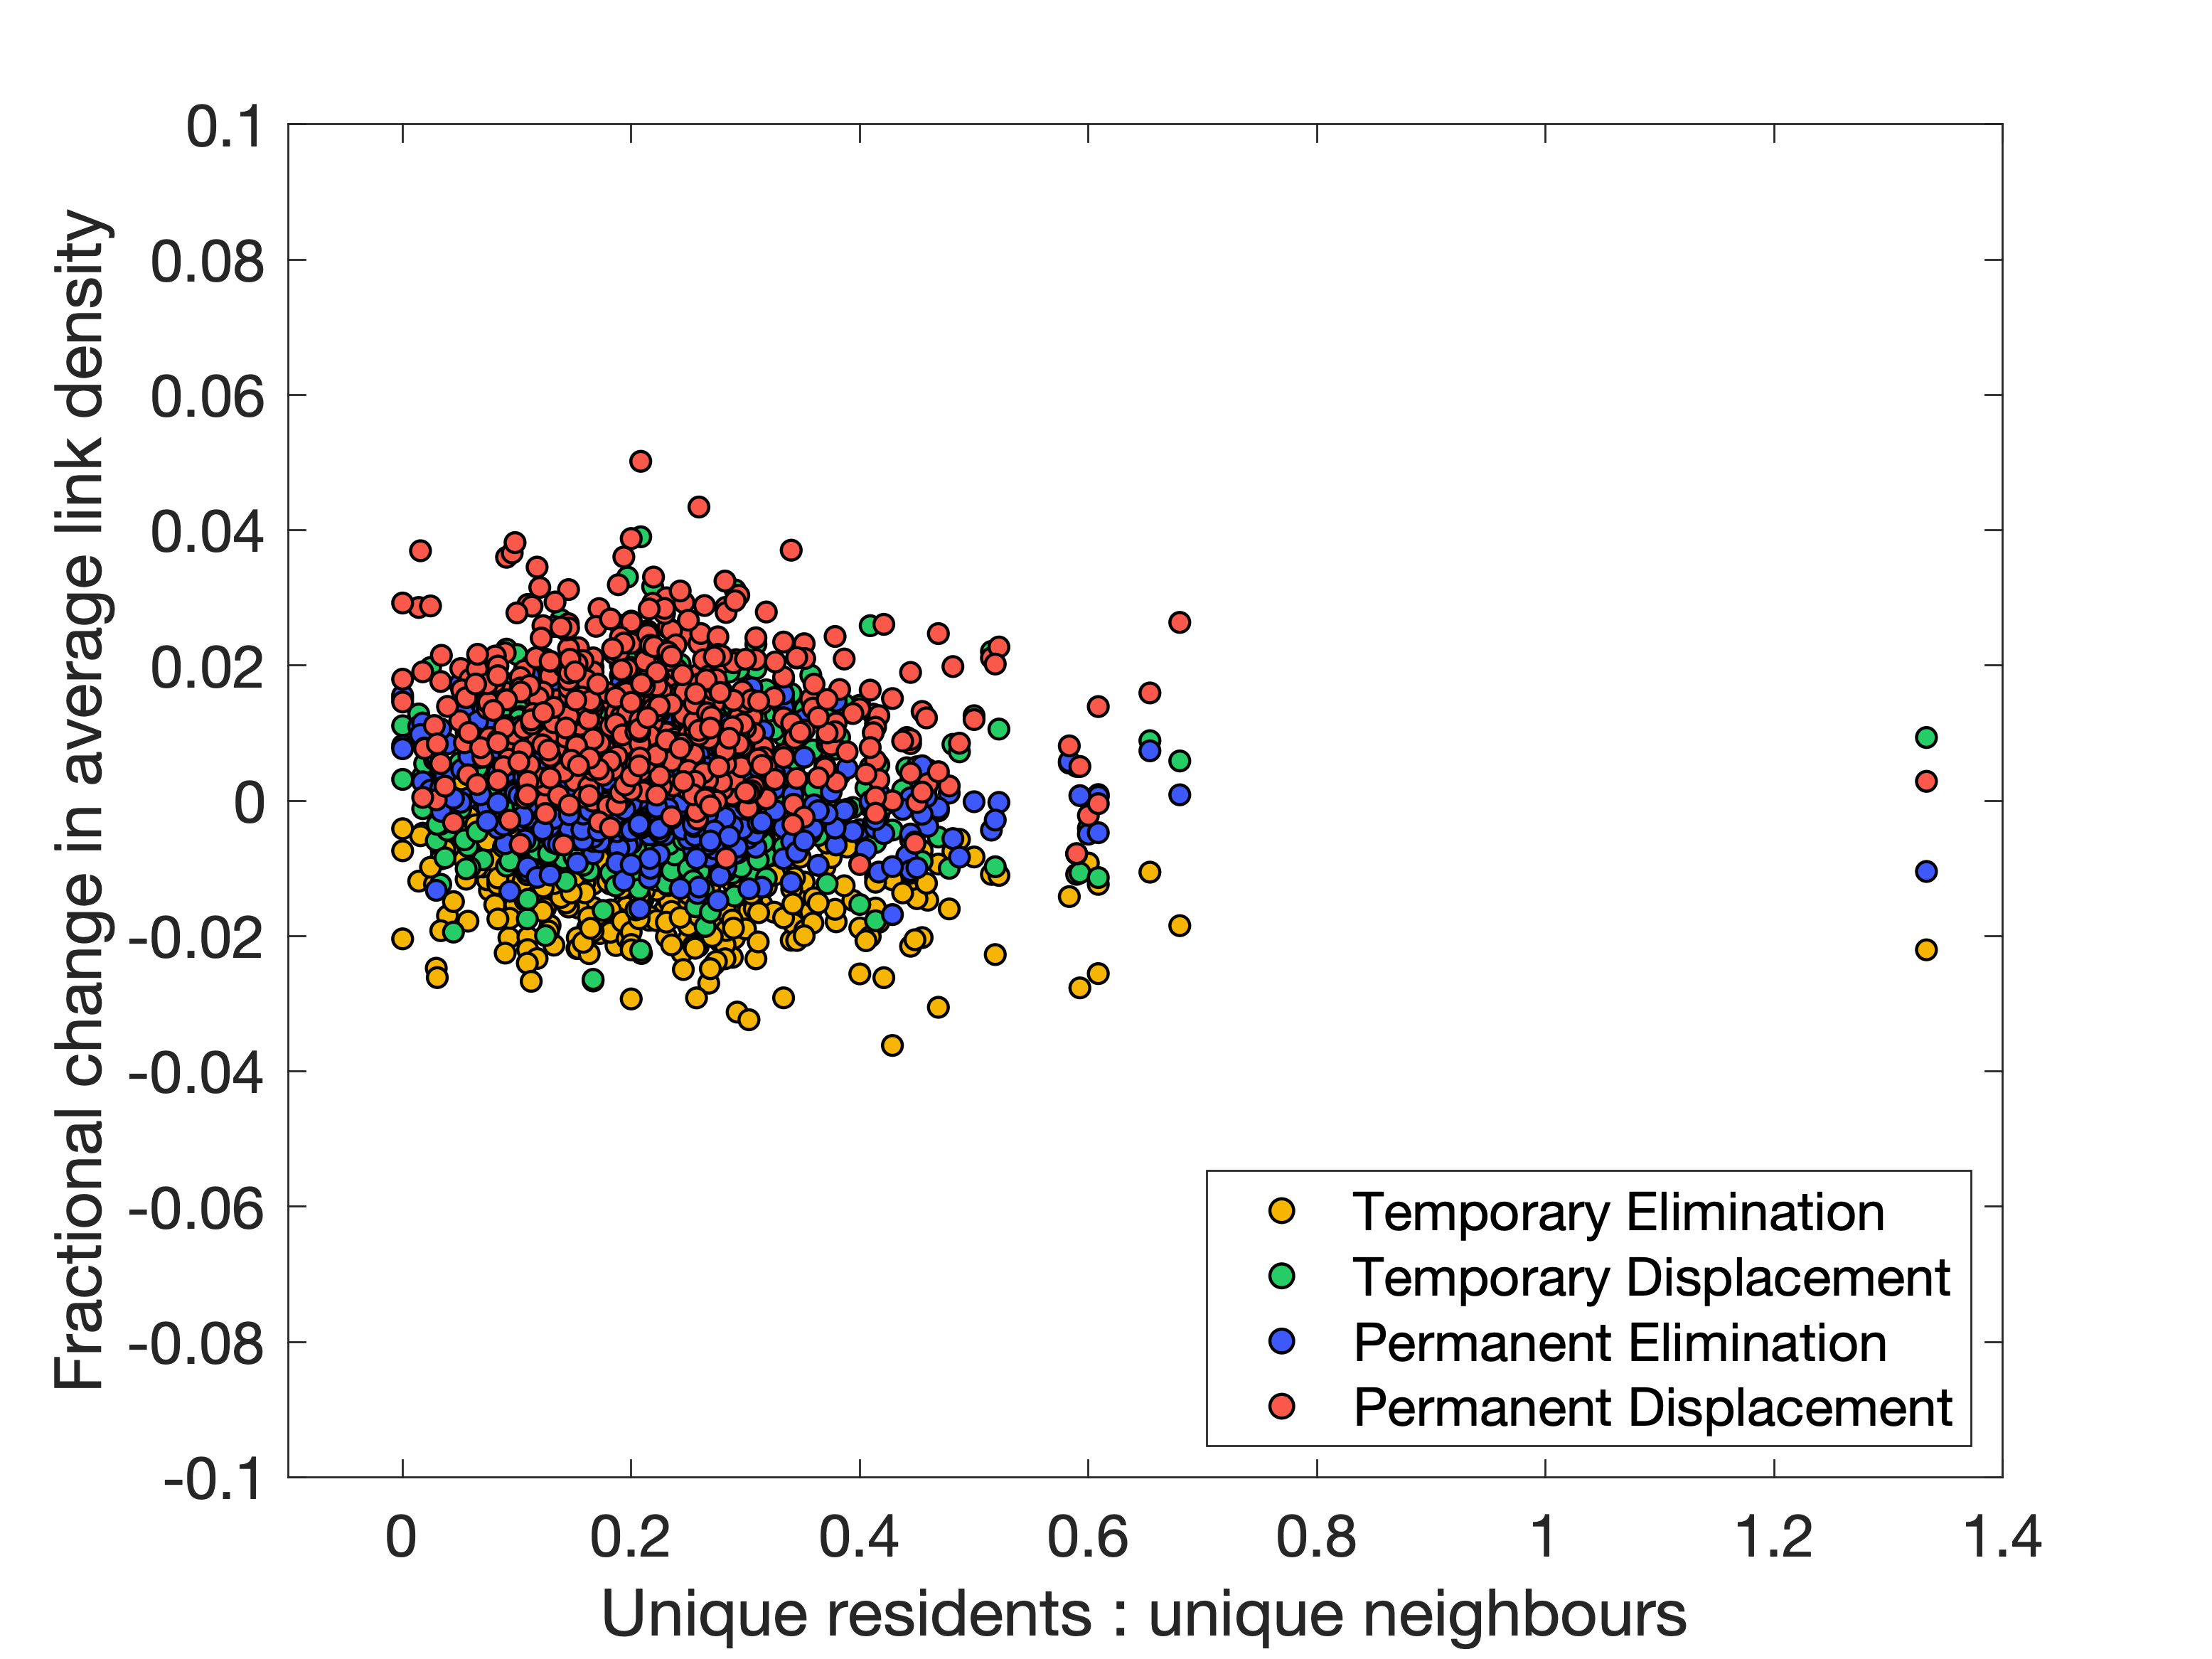 Fractional change in average link density
0.1
0.08
0.06
0.04
0.02
0
-0.02
-0.04
-0.06
-0.08
-0.1
Temporary Elimination
Temporary Displacement
Permanent Elimination
Permanent Displacement
0 0.2 0.4 0.6 0.8 1 1.2 1.4
Unique residents : unique neighbours